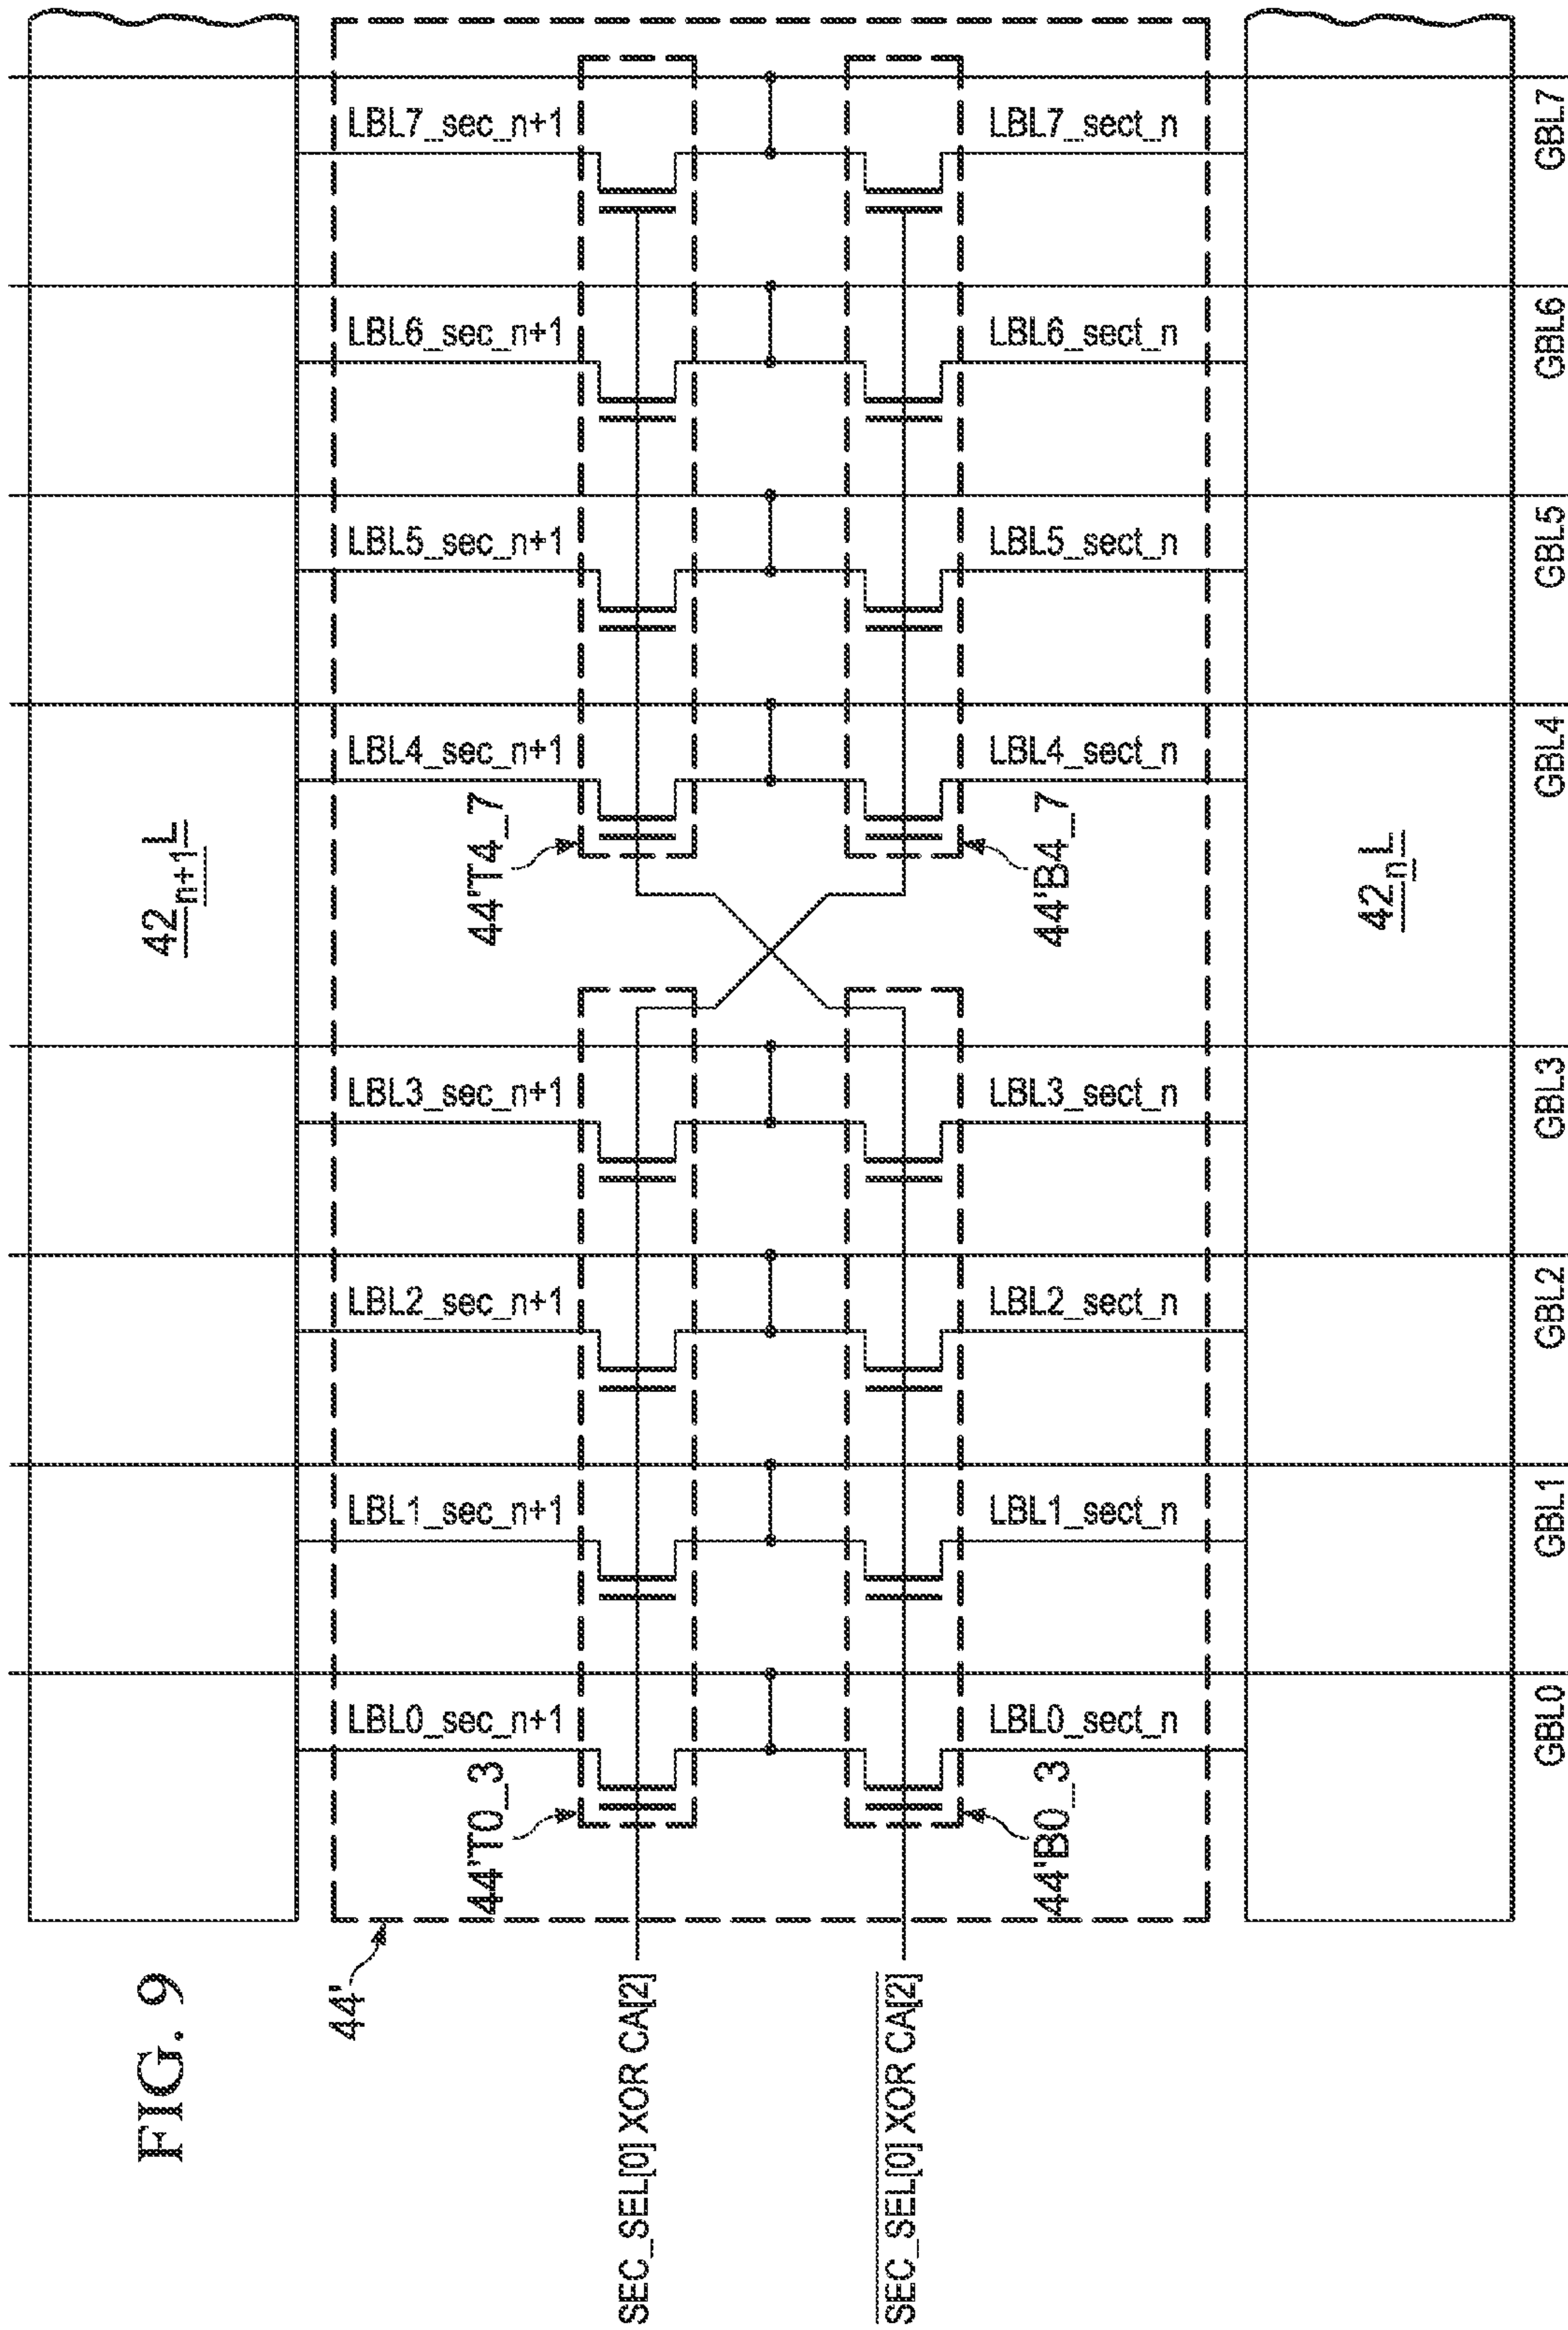 FIG. 9
42n+1L
44'
LBL0_sec_n+1
LBL1_sec_n+1
LBL2_sec_n+1
LBL3_sec_n+1
LBL4_sec_n+1
LBL5_sec_n+1
LBL6_sec_n+1
LBL7_sec_n+1
44'T0_3
44'T4_7
SEC_SEL[0] XOR CA[2]
SEC_SEL[0] XOR CA[2]
44'B0_3
44'B4_7
LBL0_sect_n
LBL1_sect_n
LBL2_sect_n
LBL3_sect_n
LBL4_sect_n
LBL5_sect_n
LBL6_sect_n
LBL7_sect_n
42nL
GBL0
GBL1
GBL2
GBL3
GBL4
GBL5
GBL6
GBL7